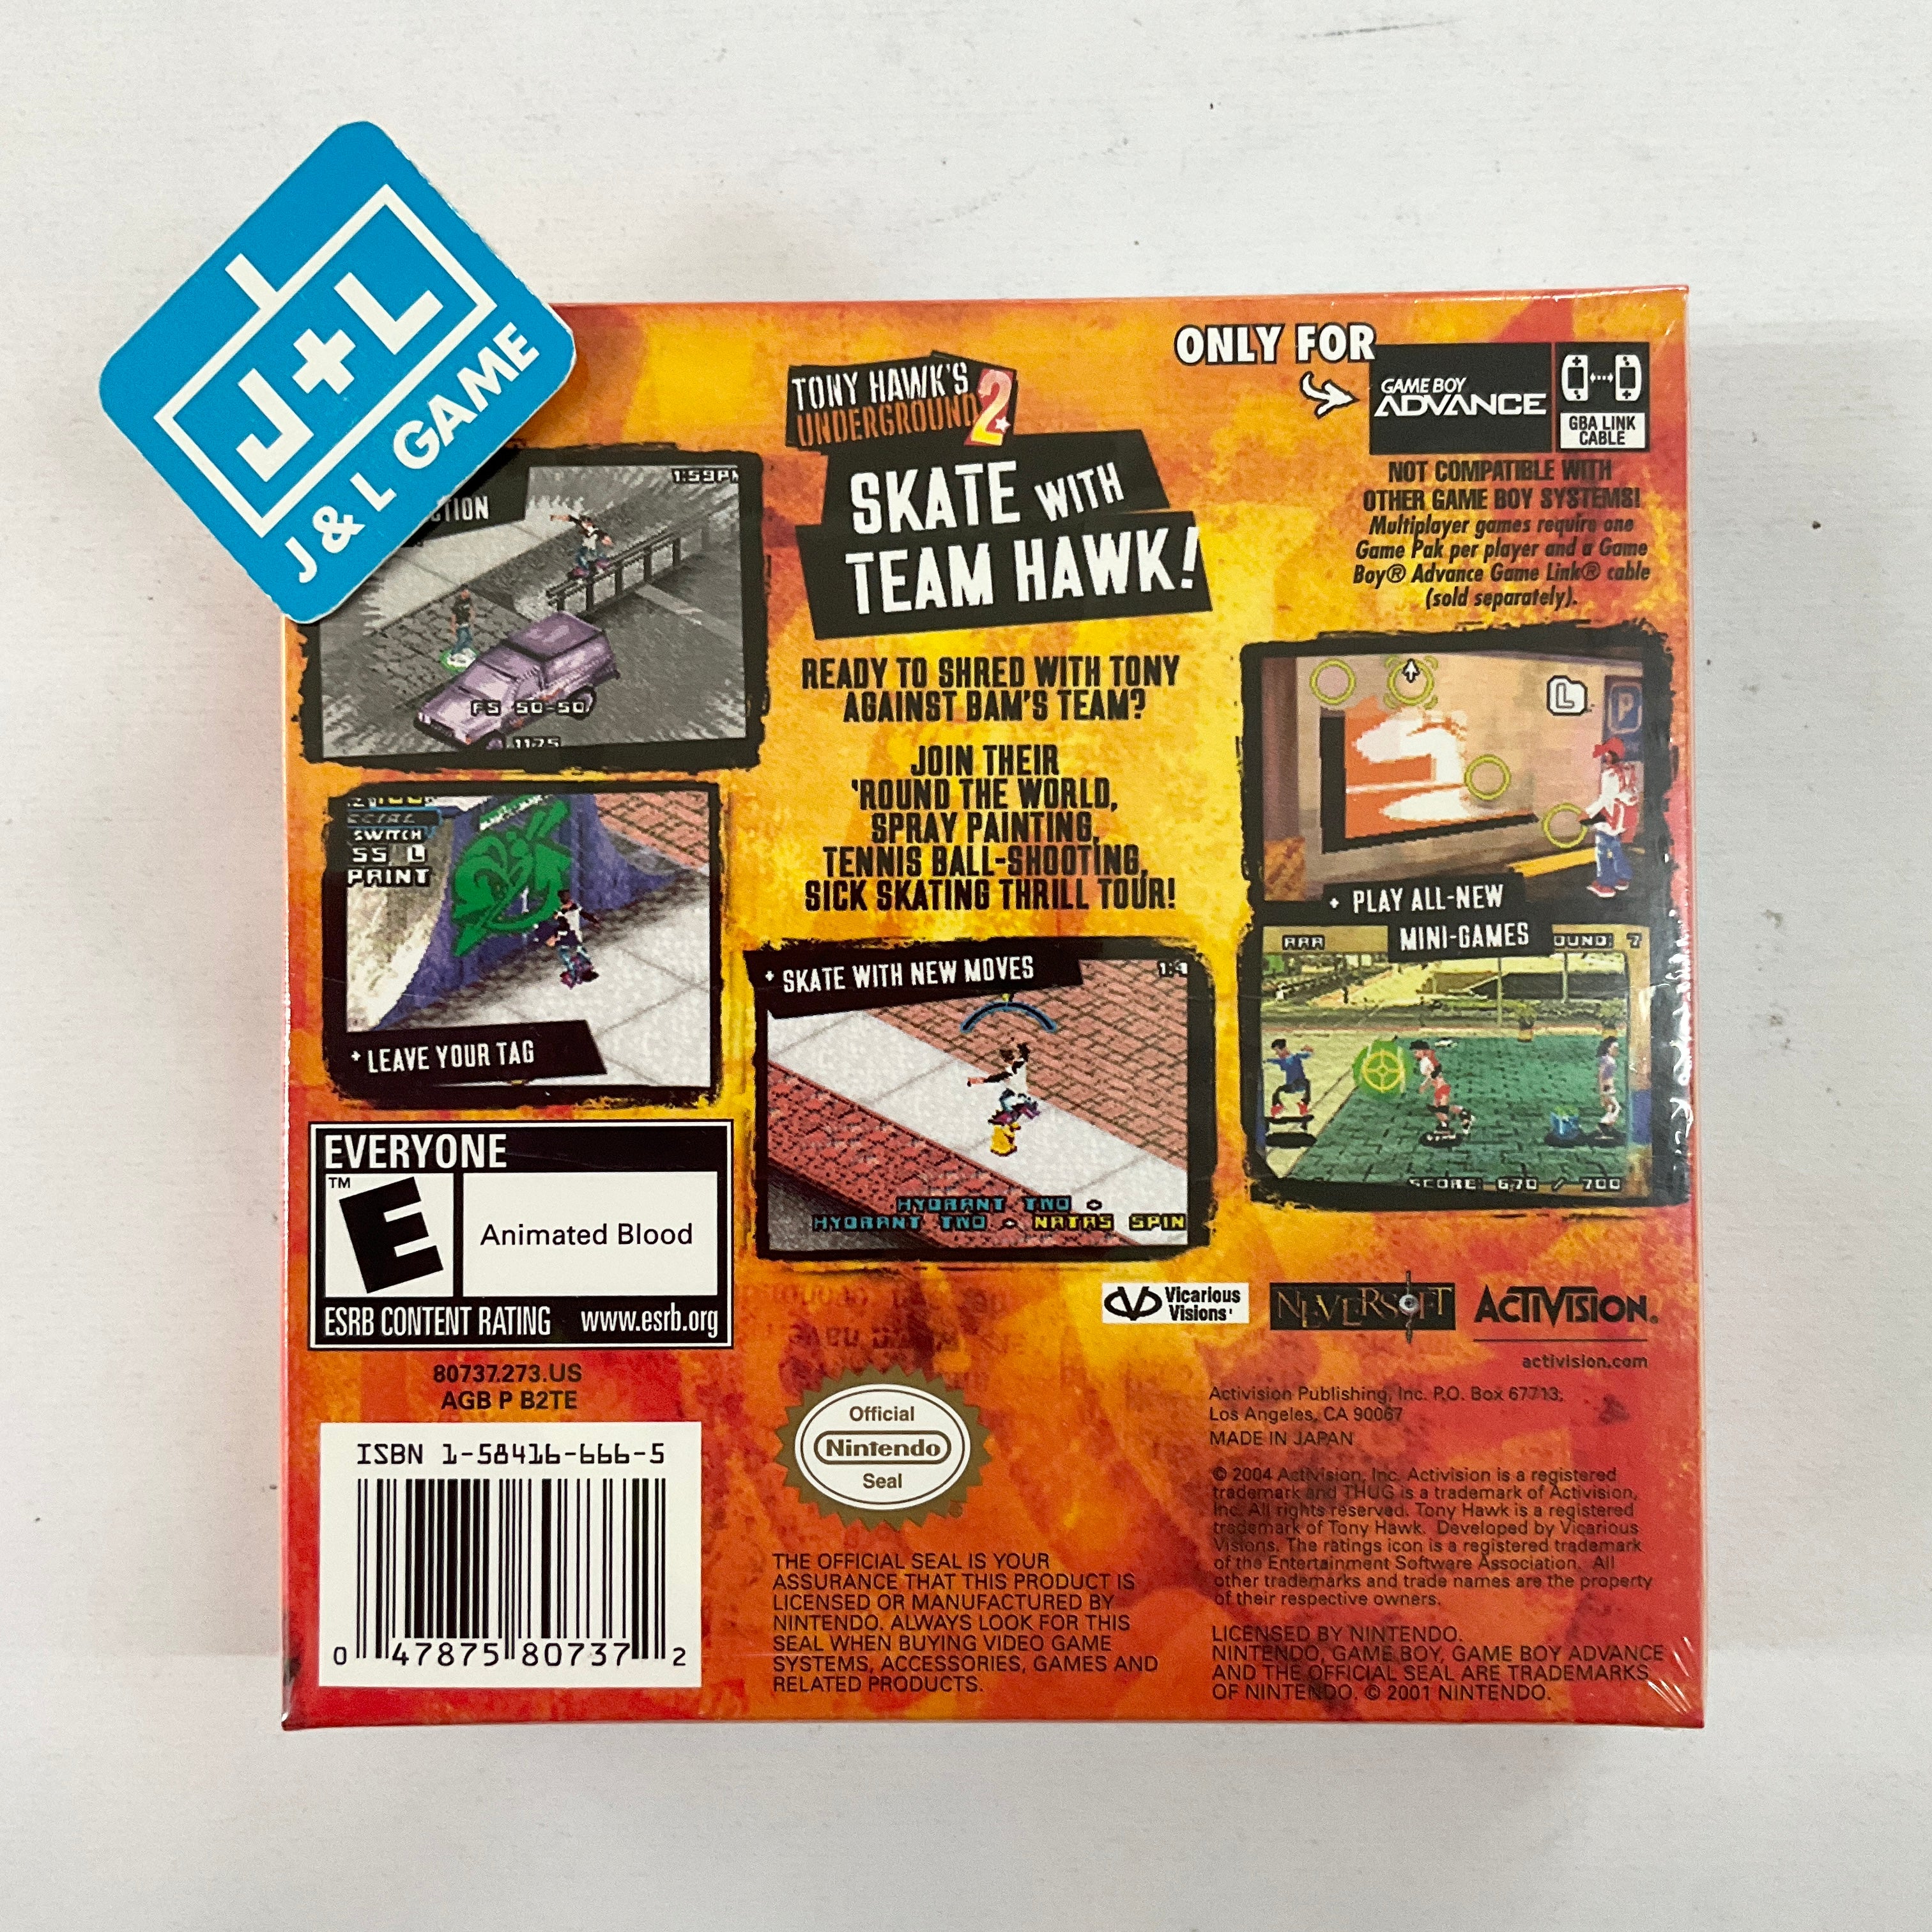 J+L
J & L GAME
TONY HAWK'S
UNDERGROUND 2
SKATE WITH
TEAM HAWK!
ONLY FOR
GAME BOY
ADVANCE
GBA LINK
CABLE
NOT COMPATIBLE WITH
OTHER GAME BOY SYSTEMS!
Multiplayer games require one
Game Pak per player and a Game
Boy® Advance Game Link® cable
(sold separately).
1:59PM
FS 50-50
1175
READY TO SHRED WITH TONY
AGAINST BAM'S TEAM?
JOIN THEIR
'ROUND THE WORLD,
SPRAY PAINTING,
TENNIS BALL-SHOOTING,
SICK SKATING THRILL TOUR!
SWITCH
SS L
PAINT
+ LEAVE YOUR TAG
+ SKATE WITH NEW MOVES
1:4
HYDRANT TWO +
HYDRANT TWO + NATAS SPIN
L
P
+ PLAY ALL-NEW
MINI-GAMES
AAA
7
SCORE: 670 / 700
EVERYONE
TM
E
Animated Blood
ESRB CONTENT RATING www.esrb.org
80737.273.US
AGB P B2TE
ISBN 1-58416-666-5
0 47875 80737 2
Vicarious
Visions
NEVERSOFT
ACTIVISION.
activision.com
Official
Nintendo
Seal
THE OFFICIAL SEAL IS YOUR
ASSURANCE THAT THIS PRODUCT IS
LICENSED OR MANUFACTURED BY
NINTENDO. ALWAYS LOOK FOR THIS
SEAL WHEN BUYING VIDEO GAME
SYSTEMS, ACCESSORIES, GAMES AND
RELATED PRODUCTS.
Activision Publishing, Inc. P.O. Box 67713,
Los Angeles, CA 90067
MADE IN JAPAN
© 2004 Activision, Inc. Activision is a registered
trademark and THUG is a trademark of Activision,
Inc. All rights reserved. Tony Hawk is a registered
trademark of Tony Hawk. Developed by Vicarious
Visions. The ratings icon is a registered trademark
of the Entertainment Software Association. All
other trademarks and trade names are the property
of their respective owners.
LICENSED BY NINTENDO.
NINTENDO, GAME BOY, GAME BOY ADVANCE
AND THE OFFICIAL SEAL ARE TRADEMARKS
OF NINTENDO. © 2001 NINTENDO.